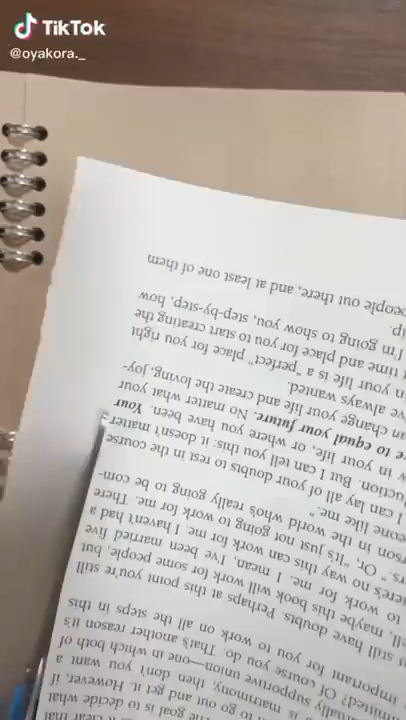 TikTok
@oyakora._
it clear that
goal is to decide what
to go out and get it. However, if
is matrimony, then don't you want a
supportive union—one in which both of
Of course you do. That's another reason it's
important for you to work on all the steps in this
still have doubts. Perhaps at this point you're still
maybe this book will work for some people, but
to work for me. I mean, I've been married five
no way this can work for me. I haven't had a
Or, "It's just not going to work for me. There
in the world who's really going to be com-
like me."
I can lay all of your doubts to rest in the course
But I can tell you this: it doesn't matter
in your life, or where you have been. Your
to equal your future. No matter what your
change your life and create the loving, joy-
always wanted.
your life is a "perfect" place for you right
time and place for you to start creating the
I'm going to show you, step-by-step, how
people out there, and at least one of them